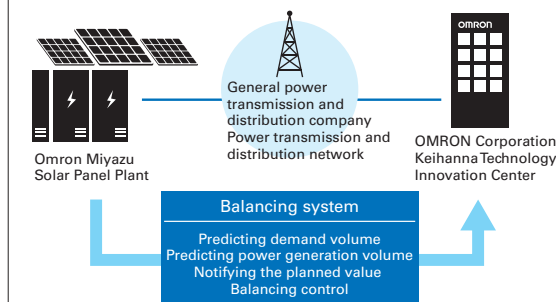 OMRON
General power
transmission and
distribution company
Power transmission and
distribution network
Omron Miyazu
Solar Panel Plant
OMRON Corporation
Keihanna Technology
Innovation Center
Balancing system
Predicting demand volume
Predicting power generation volume
Notifying the planned value
Balancing control